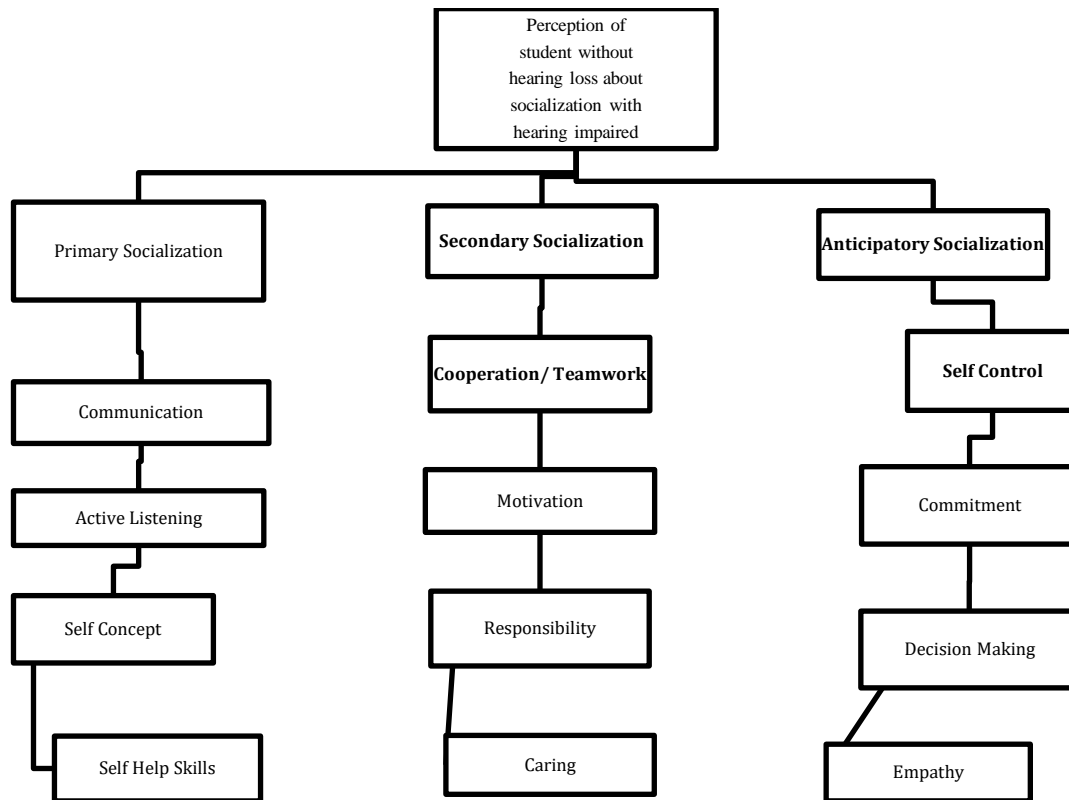 Perception of
student without
hearing loss about
socialization with
hearing impaired
Primary Socialization
Secondary Socialization
Anticipatory Socialization
Communication
Cooperation/ Teamwork
Self Control
Active Listening
Motivation
Commitment
Self Concept
Responsibility
Decision Making
Self Help Skills
Caring
Empathy